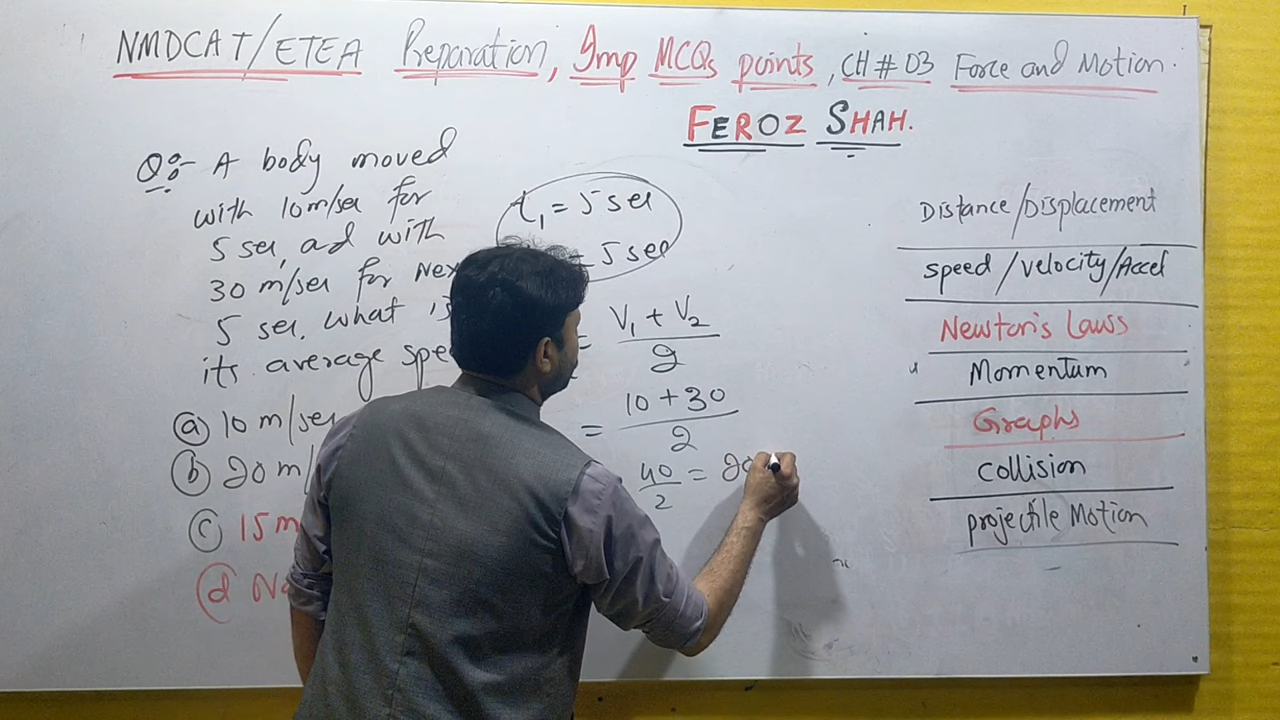 NMDCAT/ETEA Preparation, Imp MCQs points, CH # 03 Force and Motion.
FEROZ SHAH.
Q:- A body moved
with 10m/sec for
5 sec, ad with
30 m/sec for Nex
5 sec. what is
its average spe
(a) 10 m/sec
(b) 20 m/
(c) 15 m
(d) No
t₁ = 5 sec
= 5 sec
= V₁ + V₂
2
= 10 + 30
2
40/2 = 20
Distance/Displacement
speed/velocity/Accel
Newton's Laws
Momentum
Graphs
collision
projectile Motion